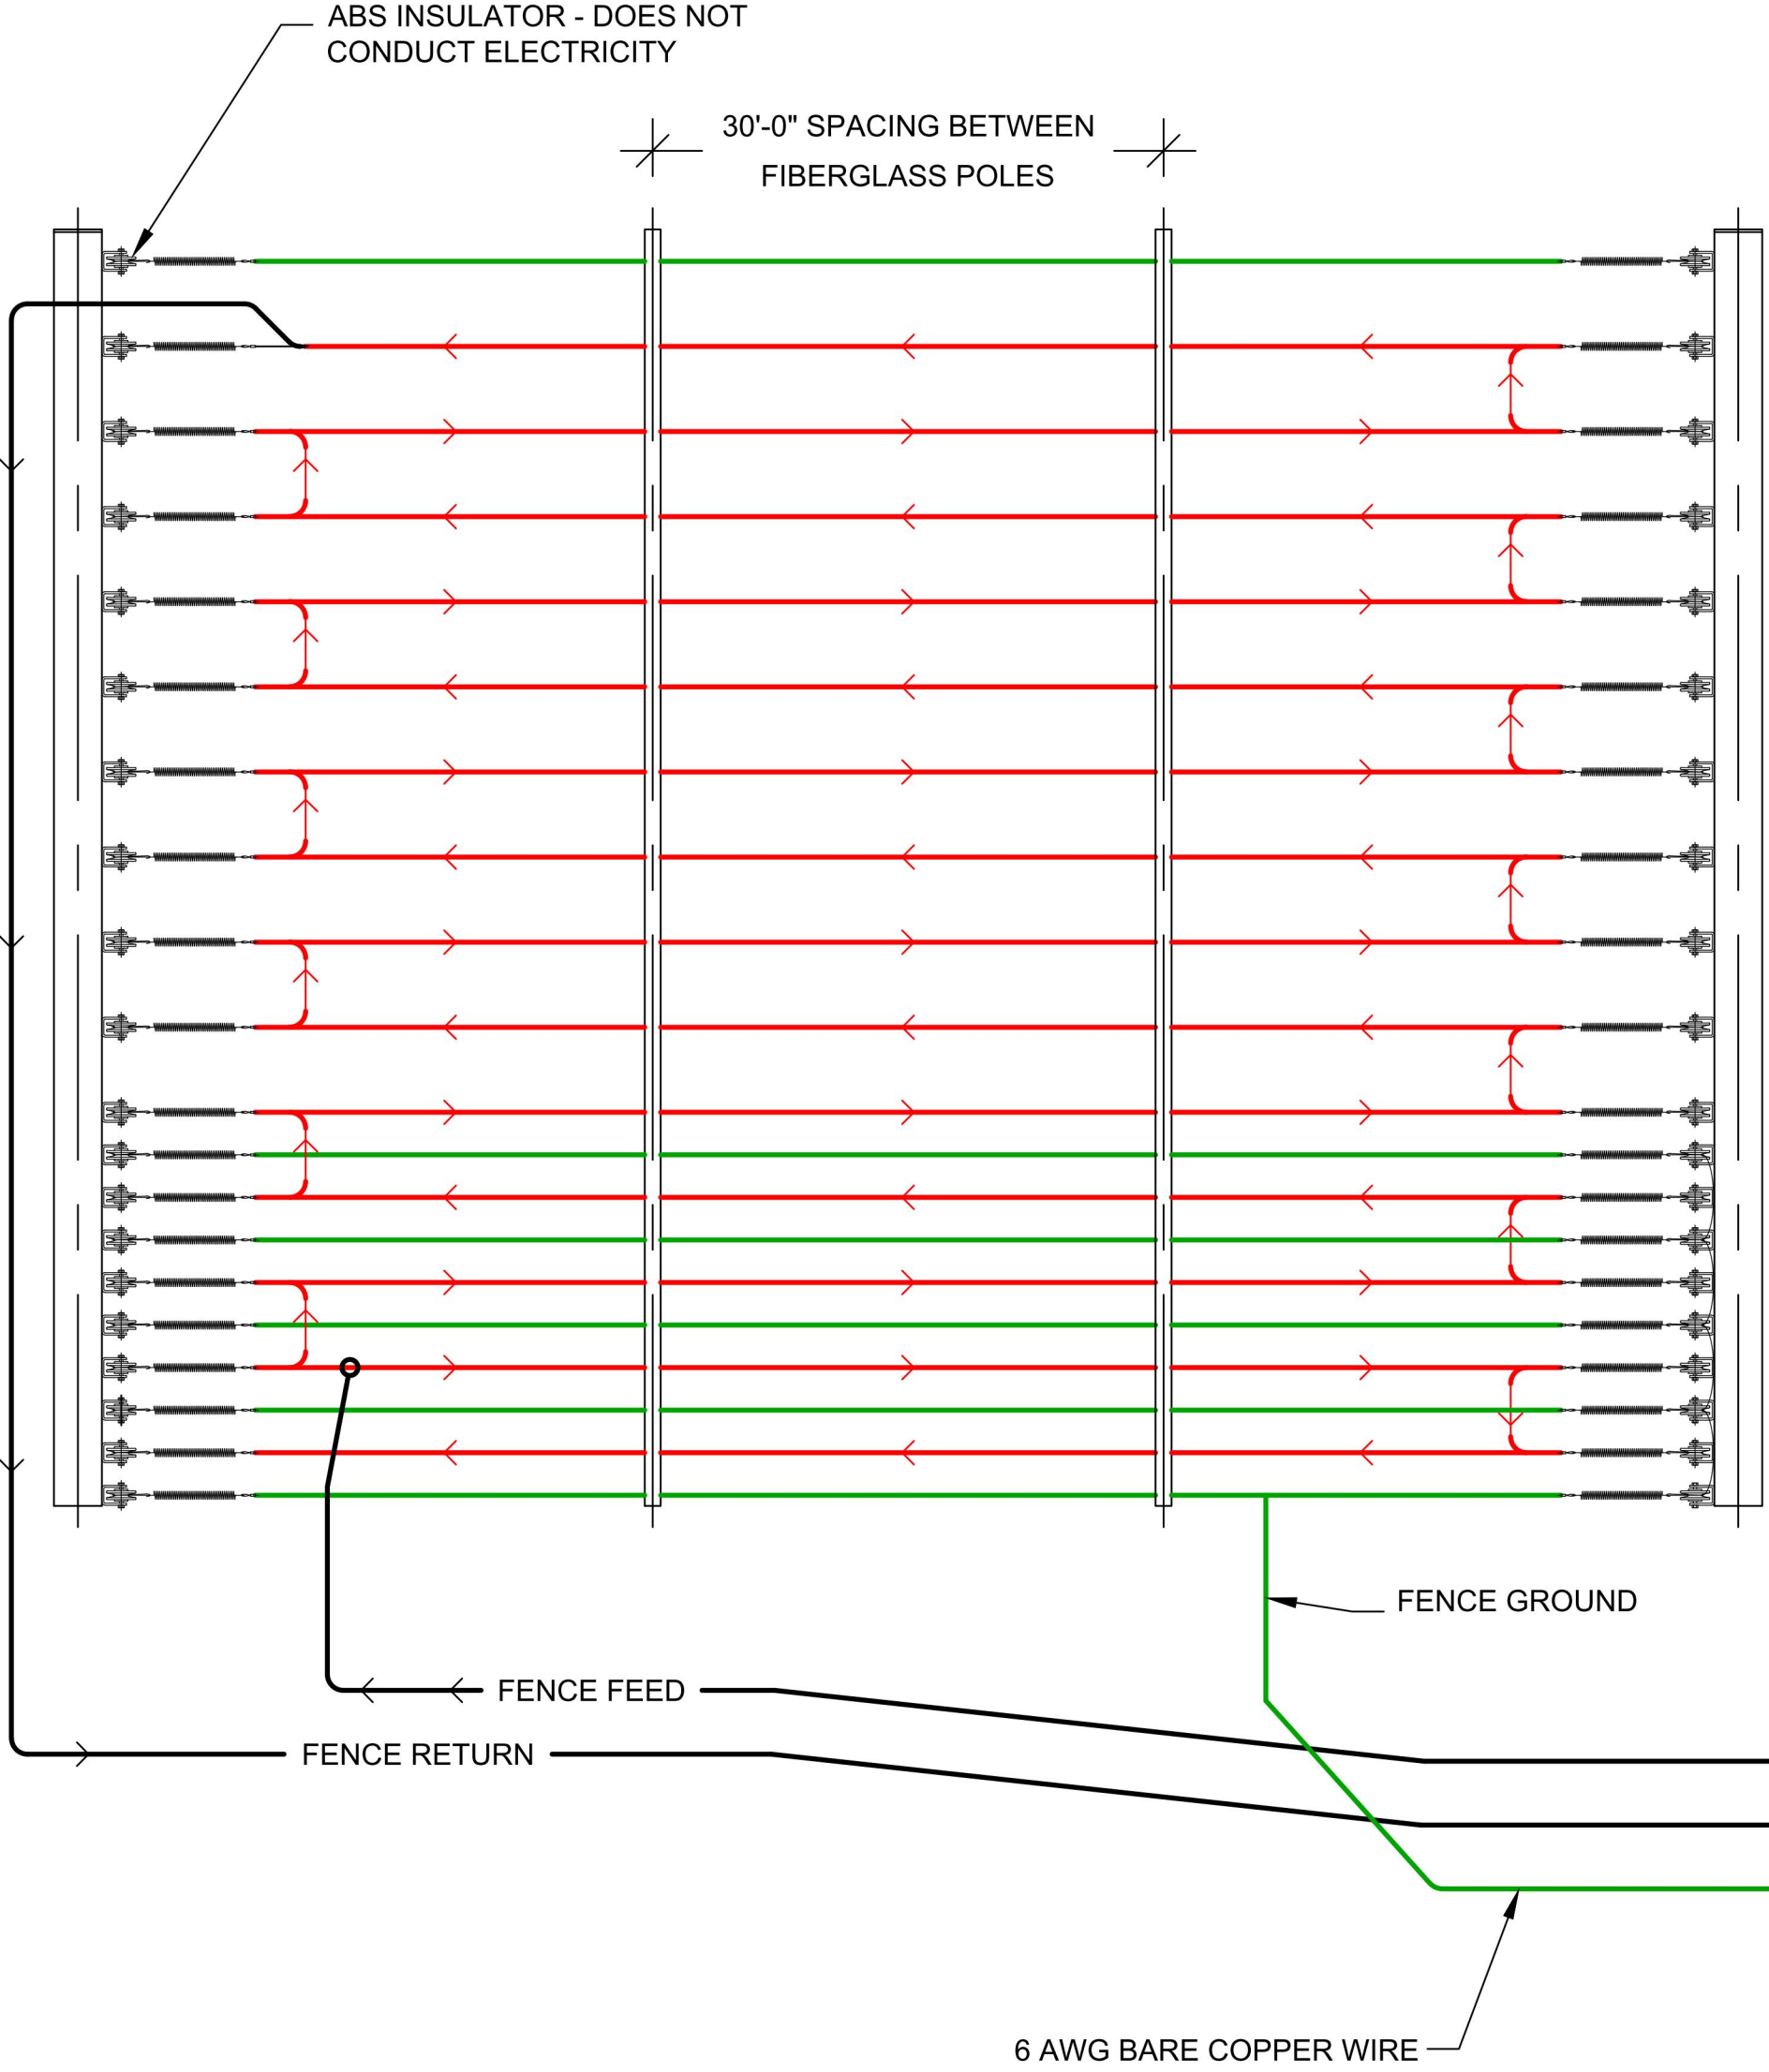 ABS INSULATOR - DOES NOT
CONDUCT ELECTRICITY
30'-0" SPACING BETWEEN
FIBERGLASS POLES
FENCE GROUND
FENCE FEED
FENCE RETURN
6 AWG BARE COPPER WIRE